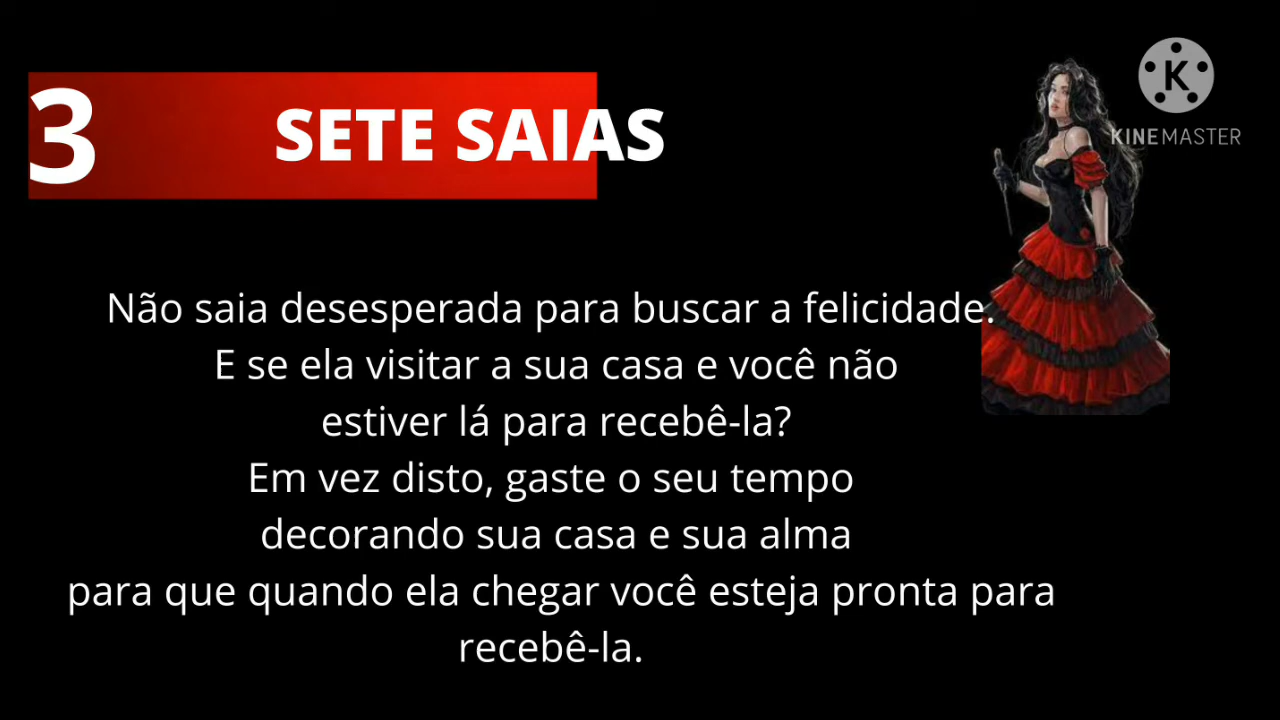 3 SETE SAIAS
K
KINEMASTER
Não saia desesperada para buscar a felicidade.
E se ela visitar a sua casa e você não
estiver lá para recebê-la?
Em vez disto, gaste o seu tempo
decorando sua casa e sua alma
para que quando ela chegar você esteja pronta para
recebê-la.